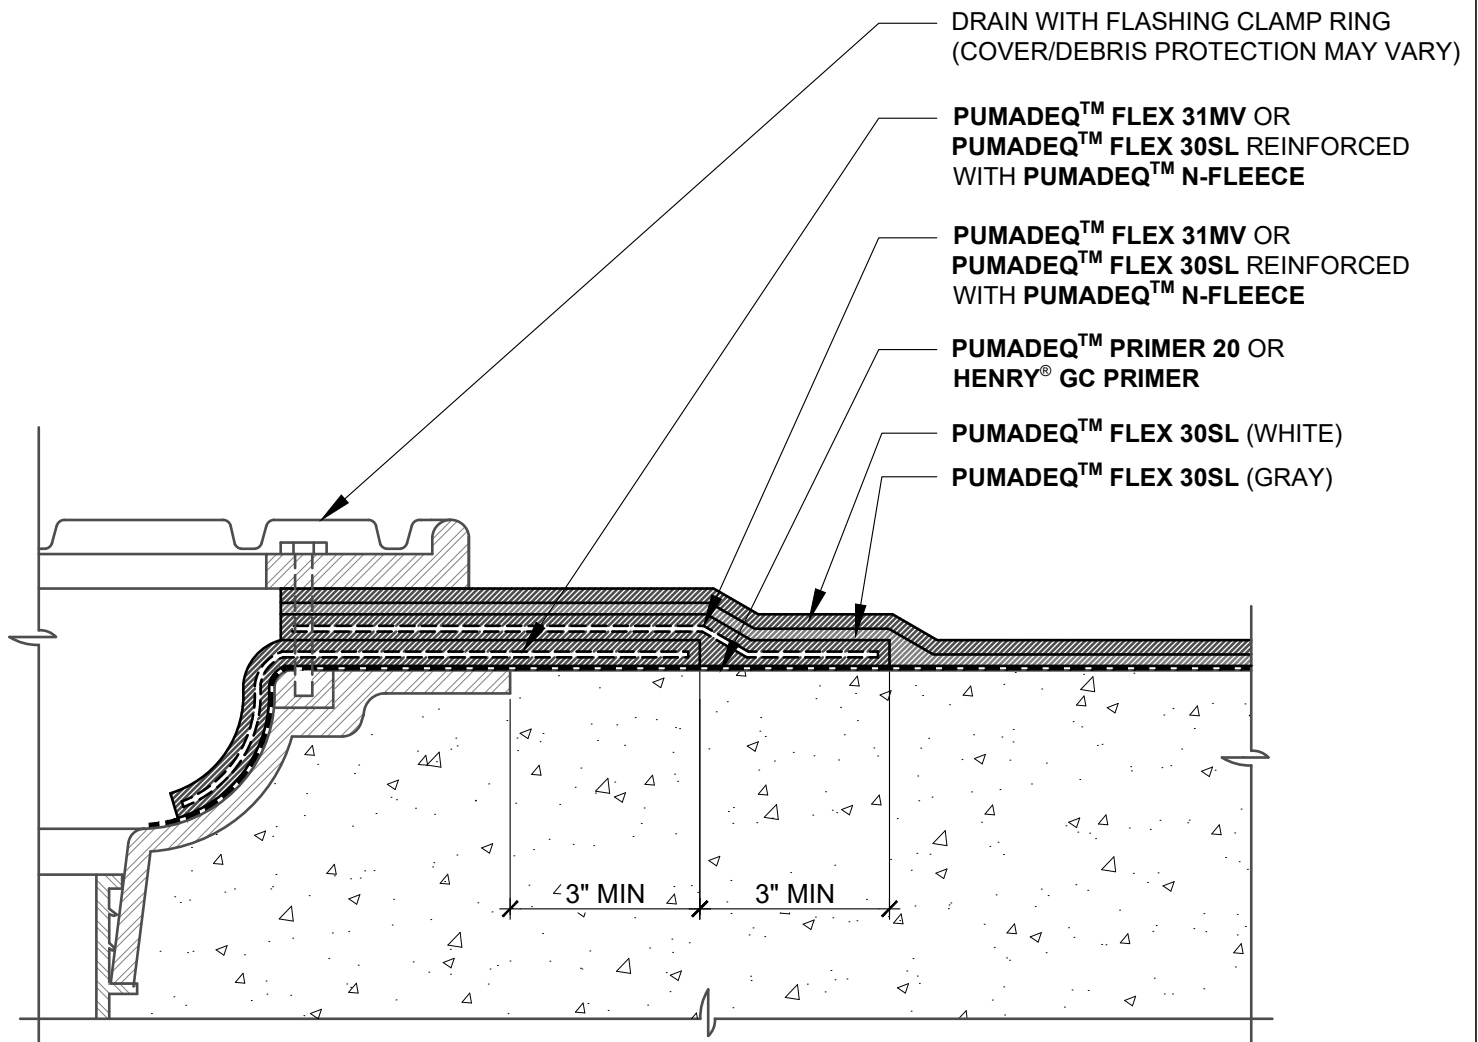 DRAIN WITH FLASHING CLAMP RING
(COVER/DEBRIS PROTECTION MAY VARY)
PUMADEQ™ FLEX 31MV OR
PUMADEQ™ FLEX 30SL REINFORCED
WITH PUMADEQ™ N-FLEECE
PUMADEQ™ FLEX 31MV OR
PUMADEQ™ FLEX 30SL REINFORCED
WITH PUMADEQ™ N-FLEECE
PUMADEQ™ PRIMER 20 OR
HENRY® GC PRIMER
PUMADEQ™ FLEX 30SL (WHITE)
PUMADEQ™ FLEX 30SL (GRAY)
3" MIN
3" MIN